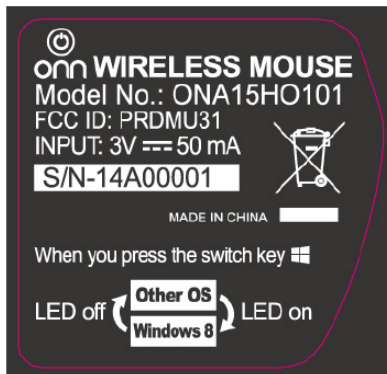 onn WIRELESS MOUSE
Model No.: ONA15HO101
FCC ID: PRDMU31
INPUT: 3V 50 mA
S/N-14A00001
MADE IN CHINA
When you press the switch key
Other OS
LED off LED on
Windows 8